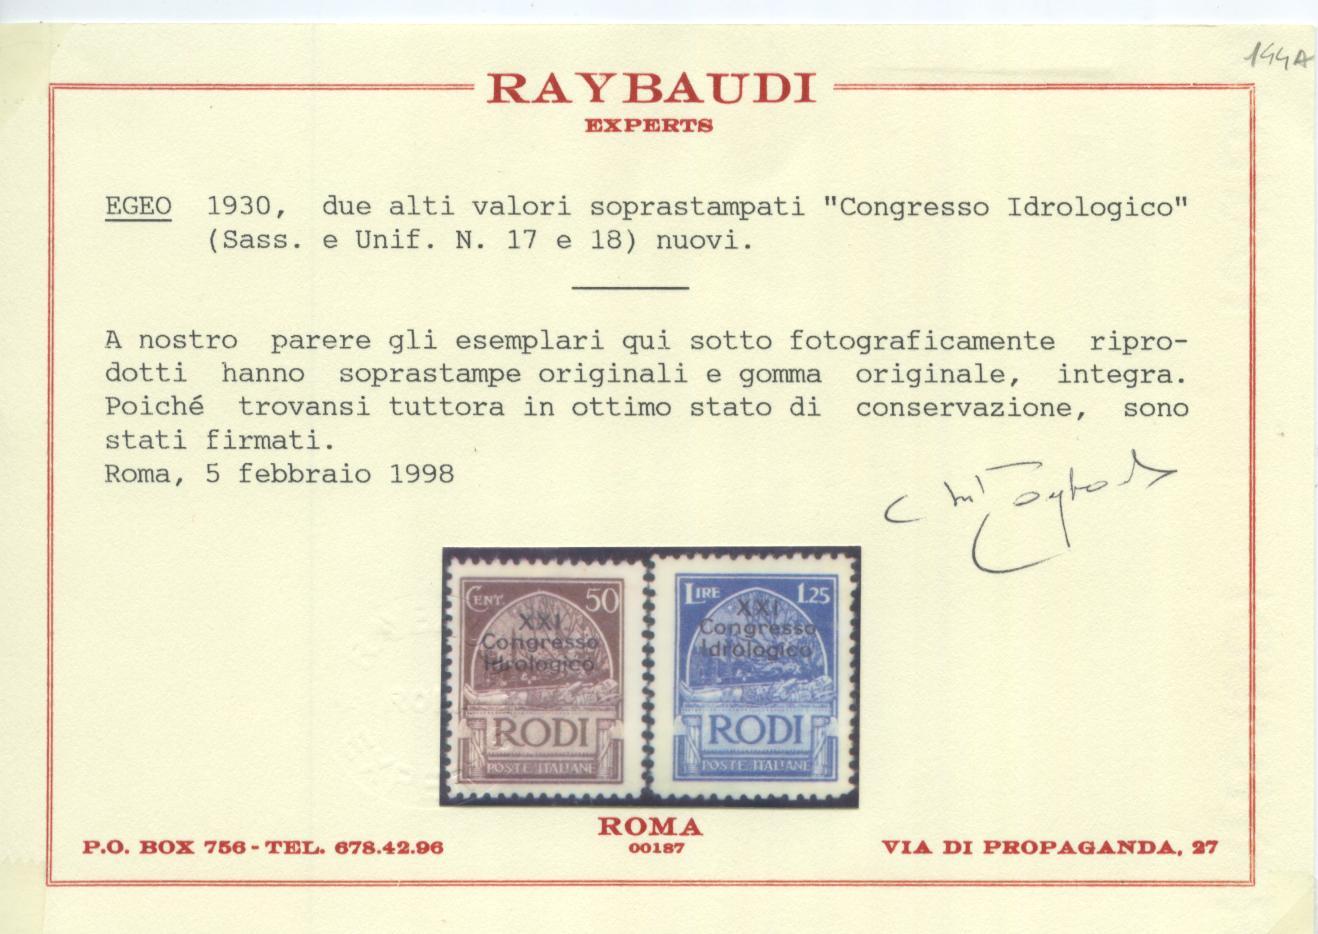 144A
RAYBAUDI
EXPERTS
EGEO 1930, due alti valori soprastampati "Congresso Idrologico"
(Sass. e Unif. N. 17 e 18) nuovi.
A nostro parere gli esemplari qui sotto fotograficamente ripro-
dotti hanno soprastampe originali e gomma originale, integra.
Poiché trovansi tuttora in ottimo stato di conservazione, sono
stati firmati.
Roma, 5 febbraio 1998
CENT. 50
XXI
Congresso
Idrologico
RODI
POSTE ITALIANE
LIRE 1.25
XXI
Congresso
Idrologico
RODI
POSTE ITALIANE
ROMA
00187
P.O. BOX 756 - TEL. 678.42.96
VIA DI PROPAGANDA, 27